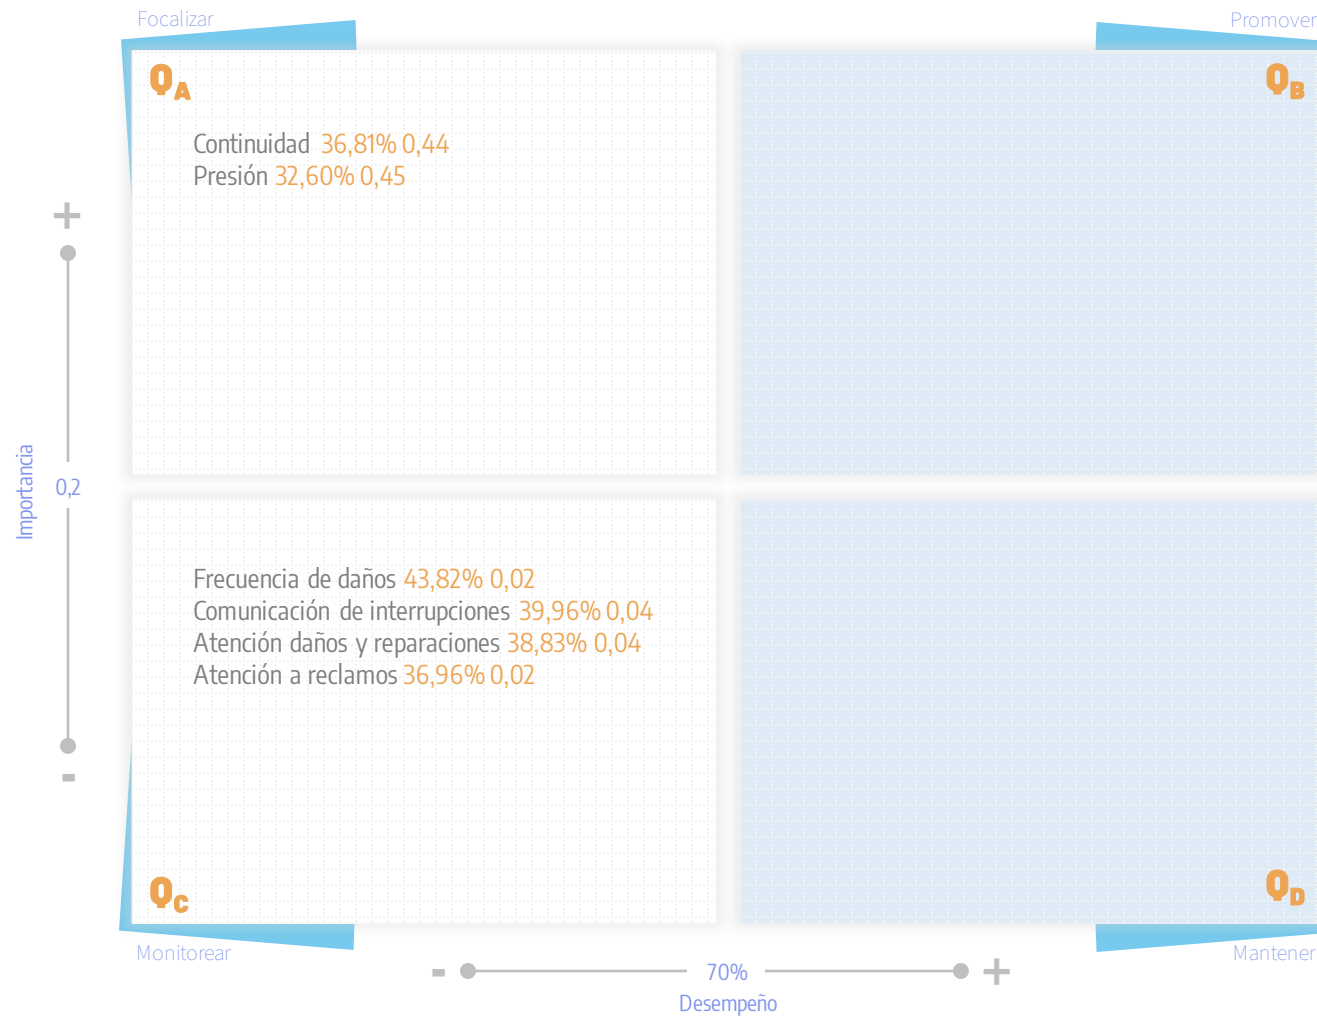 Focalizar
Promover
QA
QB
Continuidad 36,81% 0,44
Presión 32,60% 0,45
+
Importancia
0,2
Frecuencia de daños 43,82% 0,02
Comunicación de interrupciones 39,96% 0,04
Atención daños y reparaciones 38,83% 0,04
Atención a reclamos 36,96% 0,02
-
QC
QD
Monitorear
Mantener
- 70% +
Desempeño